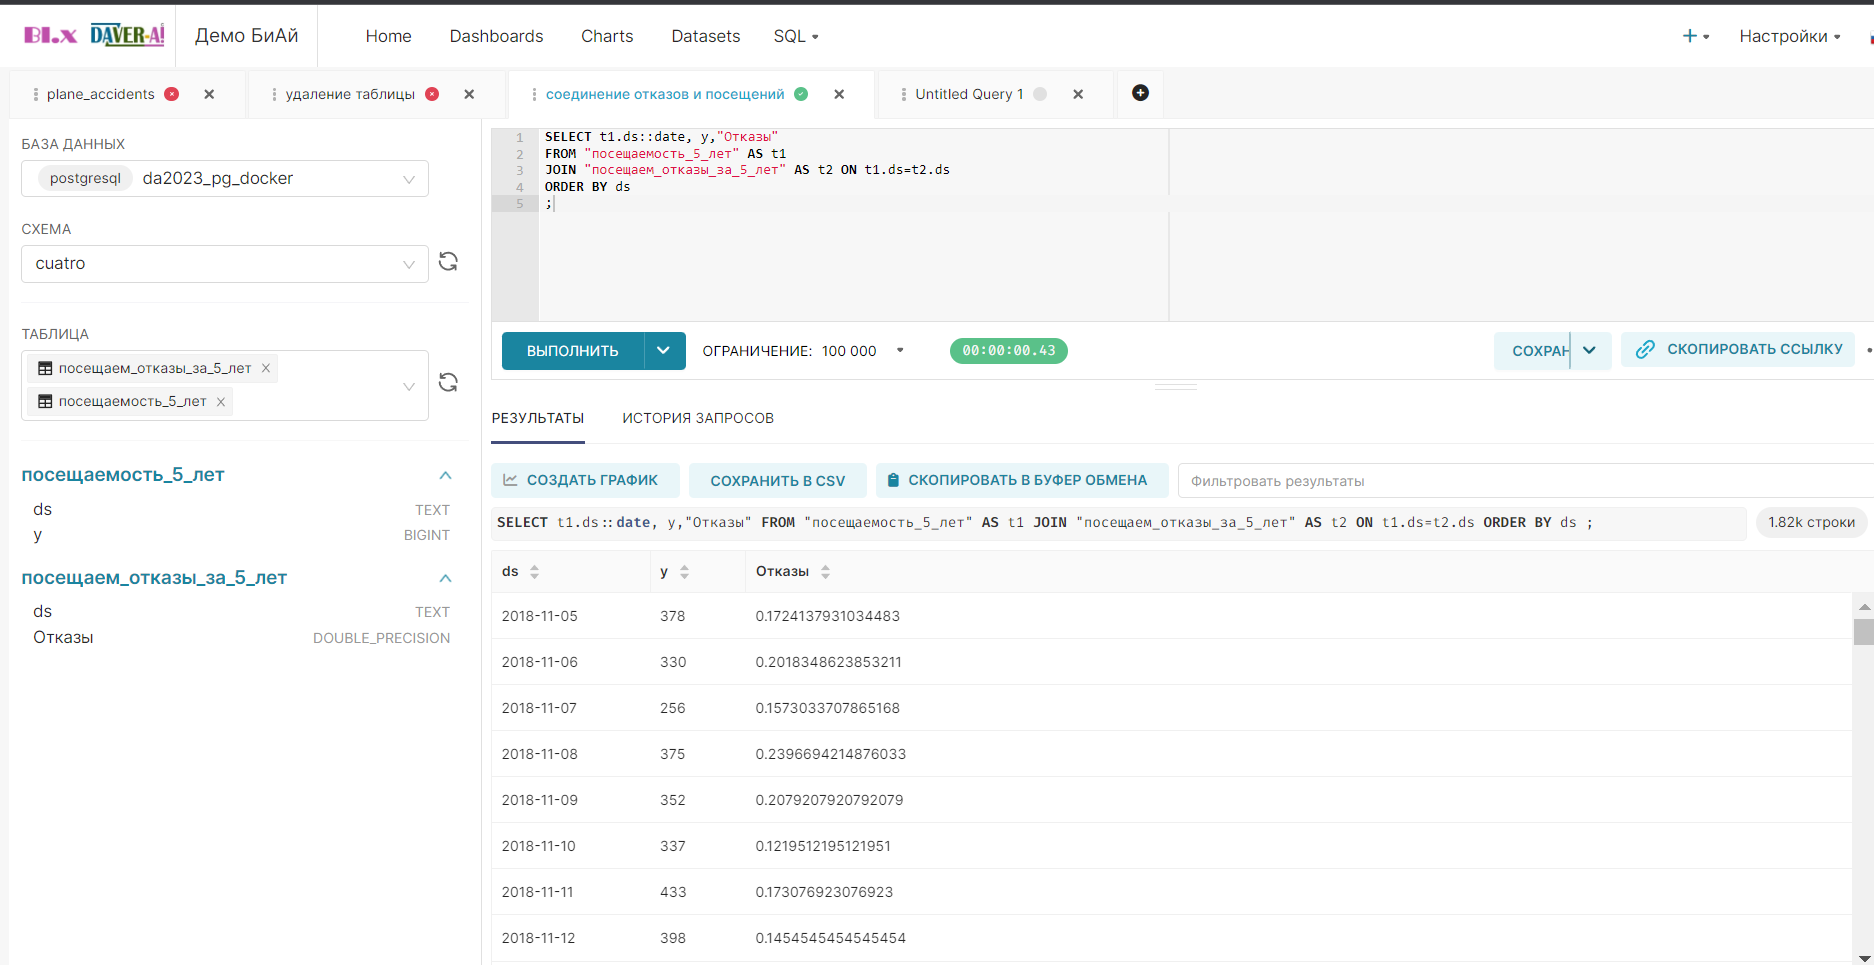 BI.X DAVER-A!
Демо БиАй
Home
Dashboards
Charts
Datasets
SQL
Настройки
plane_accidents
удаление таблицы
соединение отказов и посещений
Untitled Query 1
БАЗА ДАННЫХ
postgresql da2023_pg_docker
СХЕМА
cuatro
ТАБЛИЦА
посещаем_отказы_за_5_лет
посещаемость_5_лет
посещаемость_5_лет
ds TEXT
y BIGINT
посещаем_отказы_за_5_лет
ds TEXT
Отказы DOUBLE_PRECISION
1 SELECT t1.ds::date, y,"Отказы"
2 FROM "посещаемость_5_лет" AS t1
3 JOIN "посещаем_отказы_за_5_лет" AS t2 ON t1.ds=t2.ds
4 ORDER BY ds
5 ;
ВЫПОЛНИТЬ
ОГРАНИЧЕНИЕ: 100 000
00:00:00.43
СОХРАН
СКОПИРОВАТЬ ССЫЛКУ
РЕЗУЛЬТАТЫ
ИСТОРИЯ ЗАПРОСОВ
СОЗДАТЬ ГРАФИК
СОХРАНИТЬ В CSV
СКОПИРОВАТЬ В БУФЕР ОБМЕНА
Фильтровать результаты
SELECT t1.ds::date, y,"Отказы" FROM "посещаемость_5_лет" AS t1 JOIN "посещаем_отказы_за_5_лет" AS t2 ON t1.ds=t2.ds ORDER BY ds ;
1.82k строки
ds y Отказы
2018-11-05 378 0.1724137931034483
2018-11-06 330 0.2018348623853211
2018-11-07 256 0.1573033707865168
2018-11-08 375 0.2396694214876033
2018-11-09 352 0.2079207920792079
2018-11-10 337 0.1219512195121951
2018-11-11 433 0.173076923076923
2018-11-12 398 0.1454545454545454